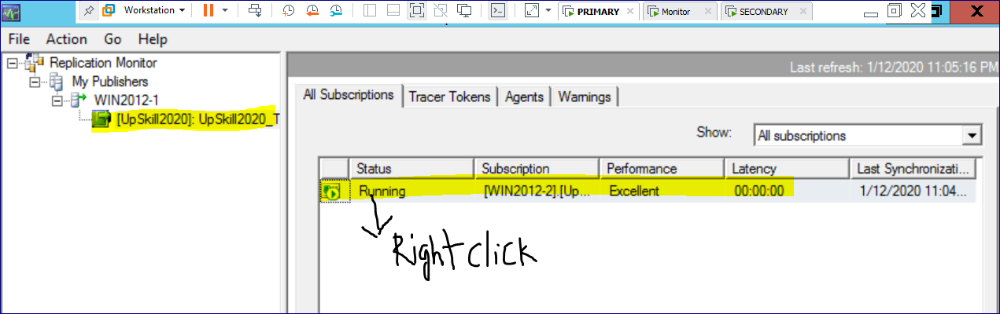 Workstation PRIMARY Monitor SECONDARY
File Action Go Help
Replication Monitor
My Publishers
WIN2012-1
[UpSkill2020]: UpSkill2020_T
Last refresh: 1/12/2020 11:05:16 PM
All Subscriptions Tracer Tokens Agents Warnings
Show: All subscriptions
Status Subscription Performance Latency Last Synchronizati...
Running [WIN2012-2].[Up... Excellent 00:00:00 1/12/2020 11:04...
Right click